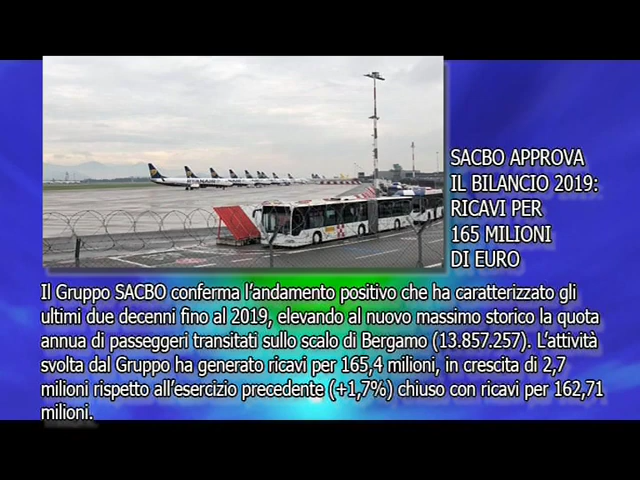 RYANAIR
SACBO APPROVA
IL BILANCIO 2019:
RICAVI PER
165 MILIONI
DI EURO
Il Gruppo SACBO conferma l'andamento positivo che ha caratterizzato gli
ultimi due decenni fino al 2019, elevando al nuovo massimo storico la quota
annua di passeggeri transitati sullo scalo di Bergamo (13.857.257). L'attività
svolta dal Gruppo ha generato ricavi per 165,4 milioni, in crescita di 2,7
milioni rispetto all'esercizio precedente (+1,7%) chiuso con ricavi per 162,71
milioni.